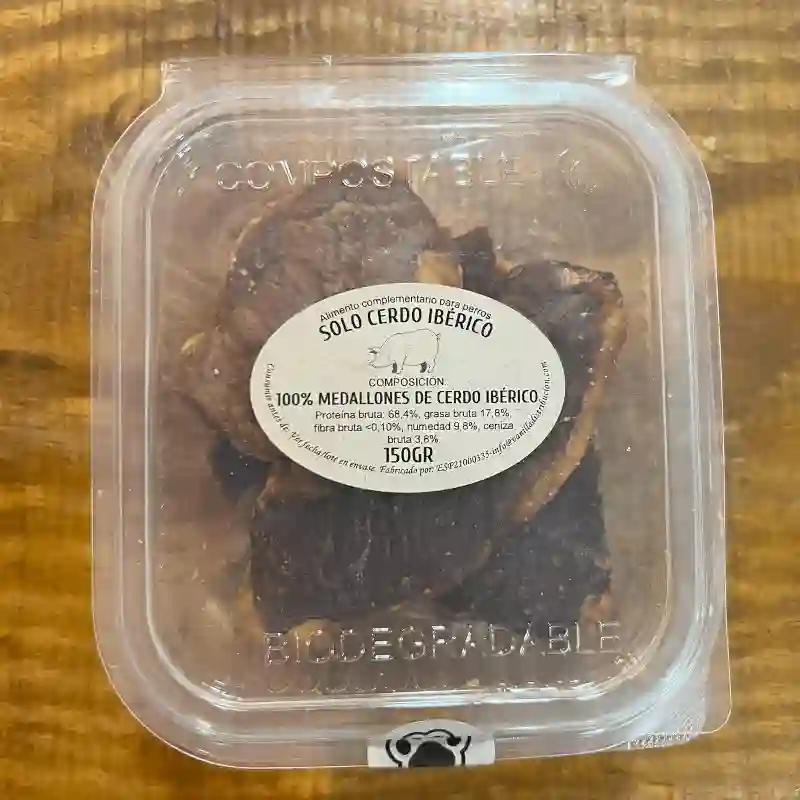 COMPOSTABLE
Alimento complementario para perros
SOLO CERDO IBÉRICO
COMPOSICIÓN:
100% MEDALLONES DE CERDO IBÉRICO
Proteína bruta: 68,4%, grasa bruta 17,8%,
fibra bruta <0,10%, numedad 9,8%, ceniza
bruta 3,6%
150GR
Consumir antes de: Ver fecha/lote en envase. Fabricado por: ESP21000335-info@vamilladistribucion.com
BIODEGRADABLE